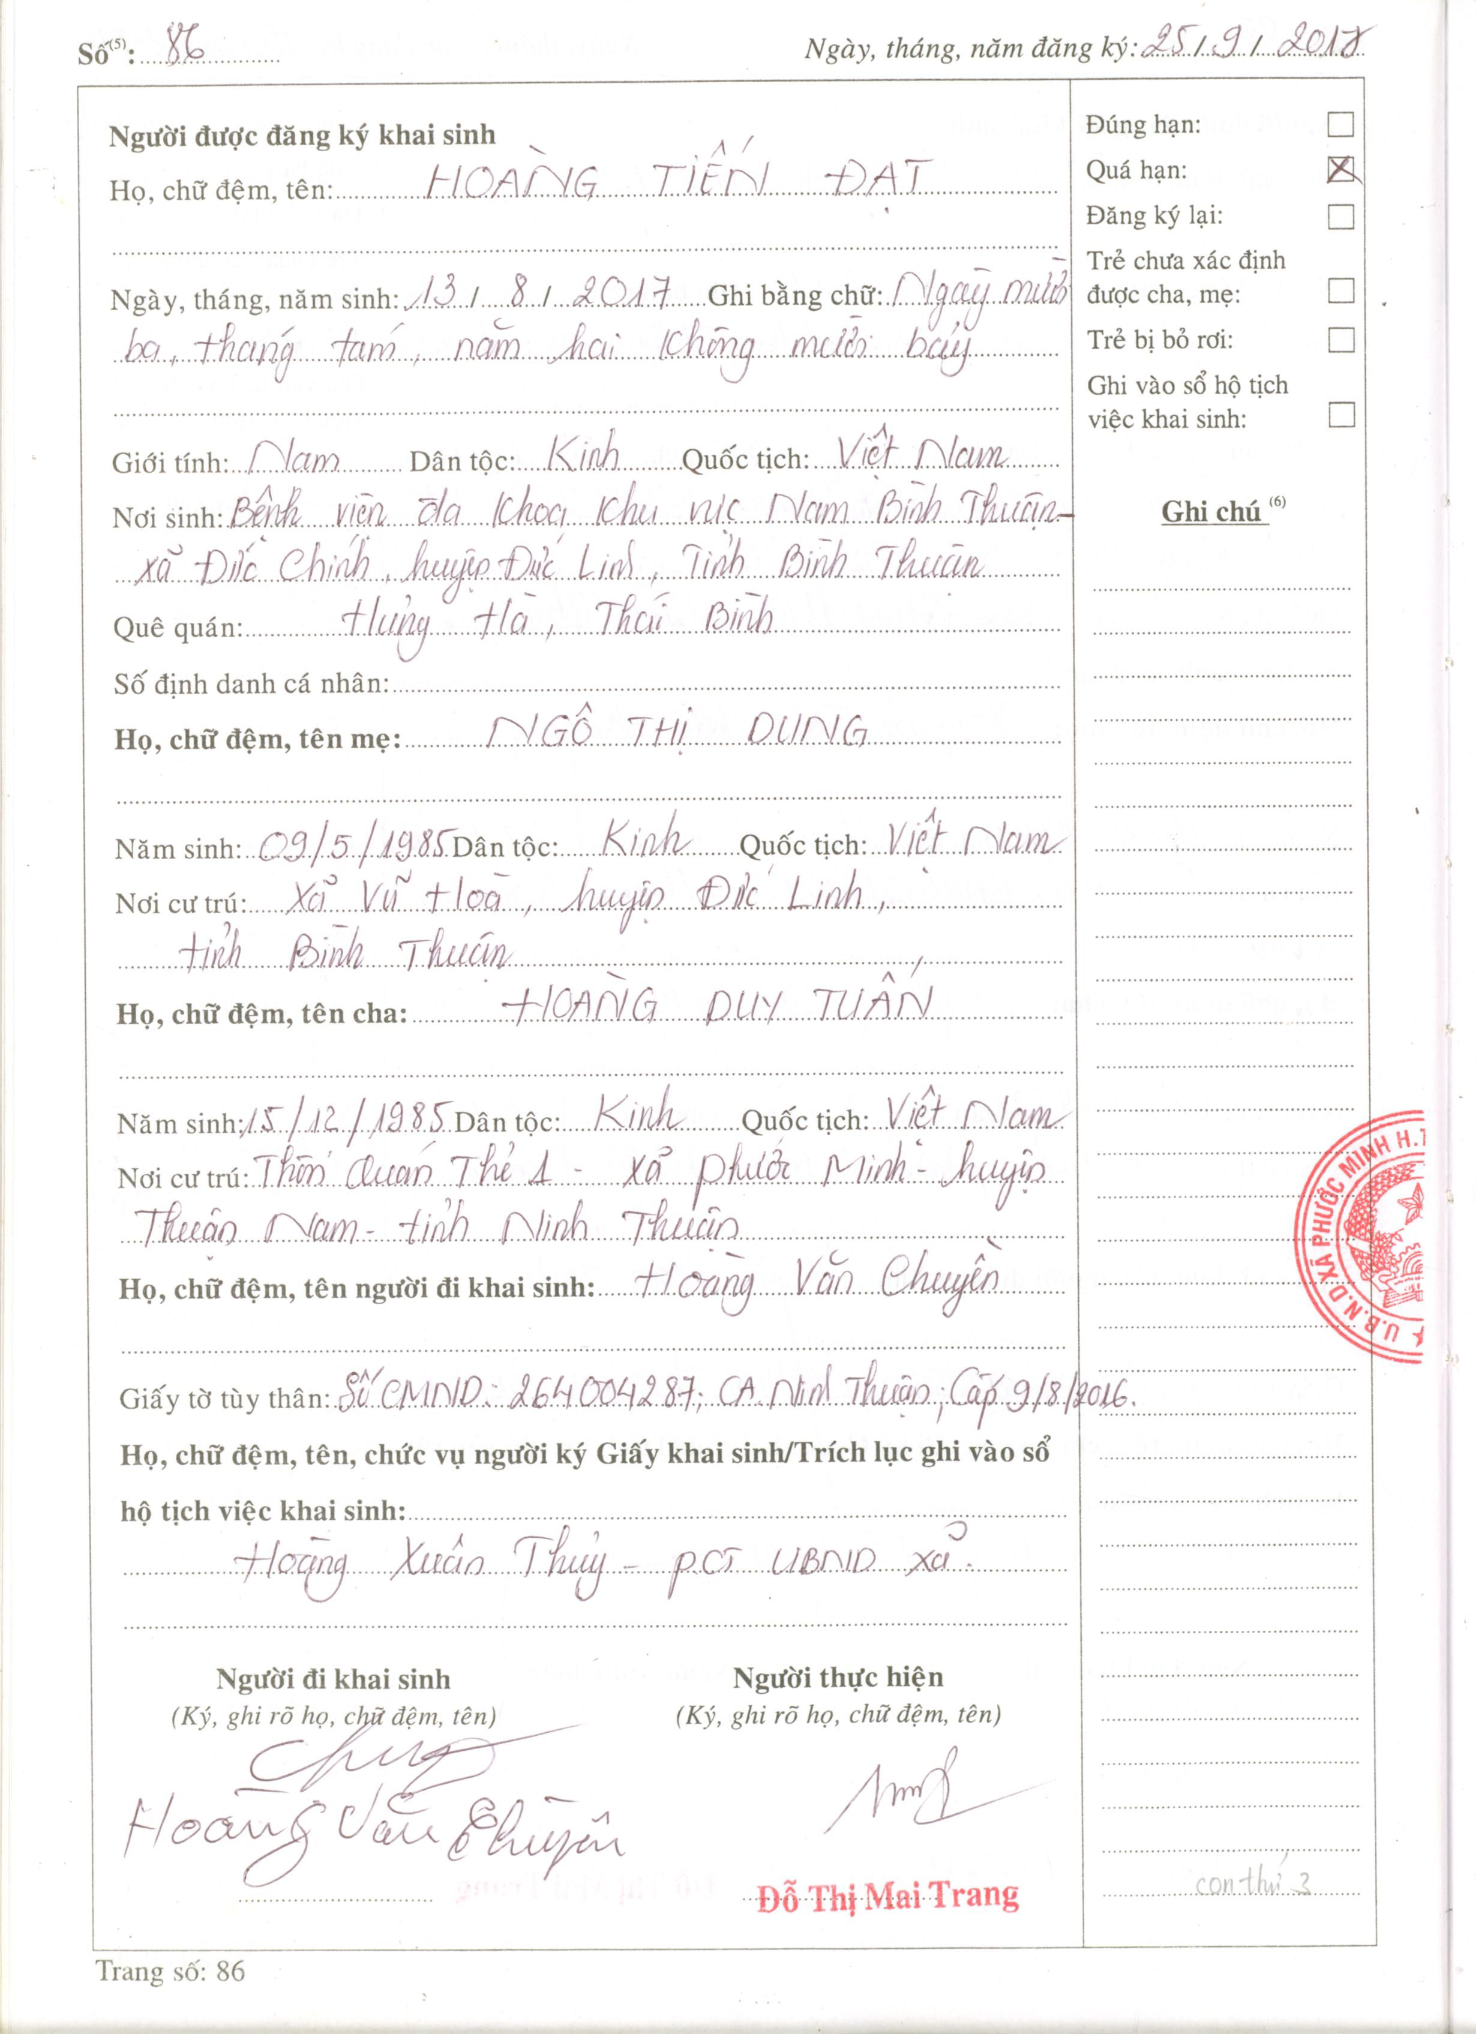 Số(5): 86
Ngày, tháng, năm đăng ký: 25/9/2017
Người được đăng ký khai sinh
Họ, chữ đệm, tên: HOÀNG TIẾN ĐẠT
Ngày, tháng, năm sinh: 13/8/2017 Ghi bằng chữ: Ngày mười
ba, tháng tám, năm hai không mười bảy
Giới tính: Nam Dân tộc: Kinh Quốc tịch: Việt Nam
Nơi sinh: Bệnh viện đa khoa khu vực Nam Bình Thuận-
xã Đức Chính, huyện Đức Linh, Tỉnh Bình Thuận
Quê quán: Hưng Hà, Thái Bình
Số định danh cá nhân:
Họ, chữ đệm, tên mẹ: NGÔ THỊ DUNG
Năm sinh: 09/5/1985 Dân tộc: Kinh Quốc tịch: Việt Nam
Nơi cư trú: Xã Vũ Hoà, huyện Đức Linh,
tỉnh Bình Thuận
Họ, chữ đệm, tên cha: HOÀNG DUY TUẤN
Năm sinh: 15/12/1985 Dân tộc: Kinh Quốc tịch: Việt Nam
Nơi cư trú: Thôn Quán Thẻ 1 - xã Phước Minh - huyện
Thuận Nam - tỉnh Ninh Thuận
Họ, chữ đệm, tên người đi khai sinh: Hoàng Văn Chuyền
Giấy tờ tùy thân: Số CMND: 264004287; CA. Ninh Thuận; Cấp 9/8/2016.
Họ, chữ đệm, tên, chức vụ người ký Giấy khai sinh/Trích lục ghi vào sổ
hộ tịch việc khai sinh:
Hoàng Xuân Thủy - P.CT UBND xã.
Người đi khai sinh
(Ký, ghi rõ họ, chữ đệm, tên)
Hoàng Văn Chuyền
Người thực hiện
(Ký, ghi rõ họ, chữ đệm, tên)
Đỗ Thị Mai Trang
Đúng hạn:
Quá hạn: X
Đăng ký lại:
Trẻ chưa xác định
được cha, mẹ:
Trẻ bị bỏ rơi:
Ghi vào sổ hộ tịch
việc khai sinh:
Ghi chú (6)
U.B.N.D XÃ PHƯỚC MINH H.T
con thứ 3
Trang số: 86